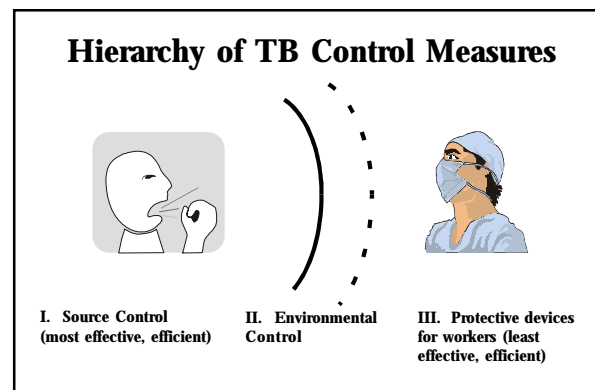 Hierarchy of TB Control Measures
I. Source Control
(most effective, efficient)
II. Environmental
Control
III. Protective devices
for workers (least
effective, efficient)